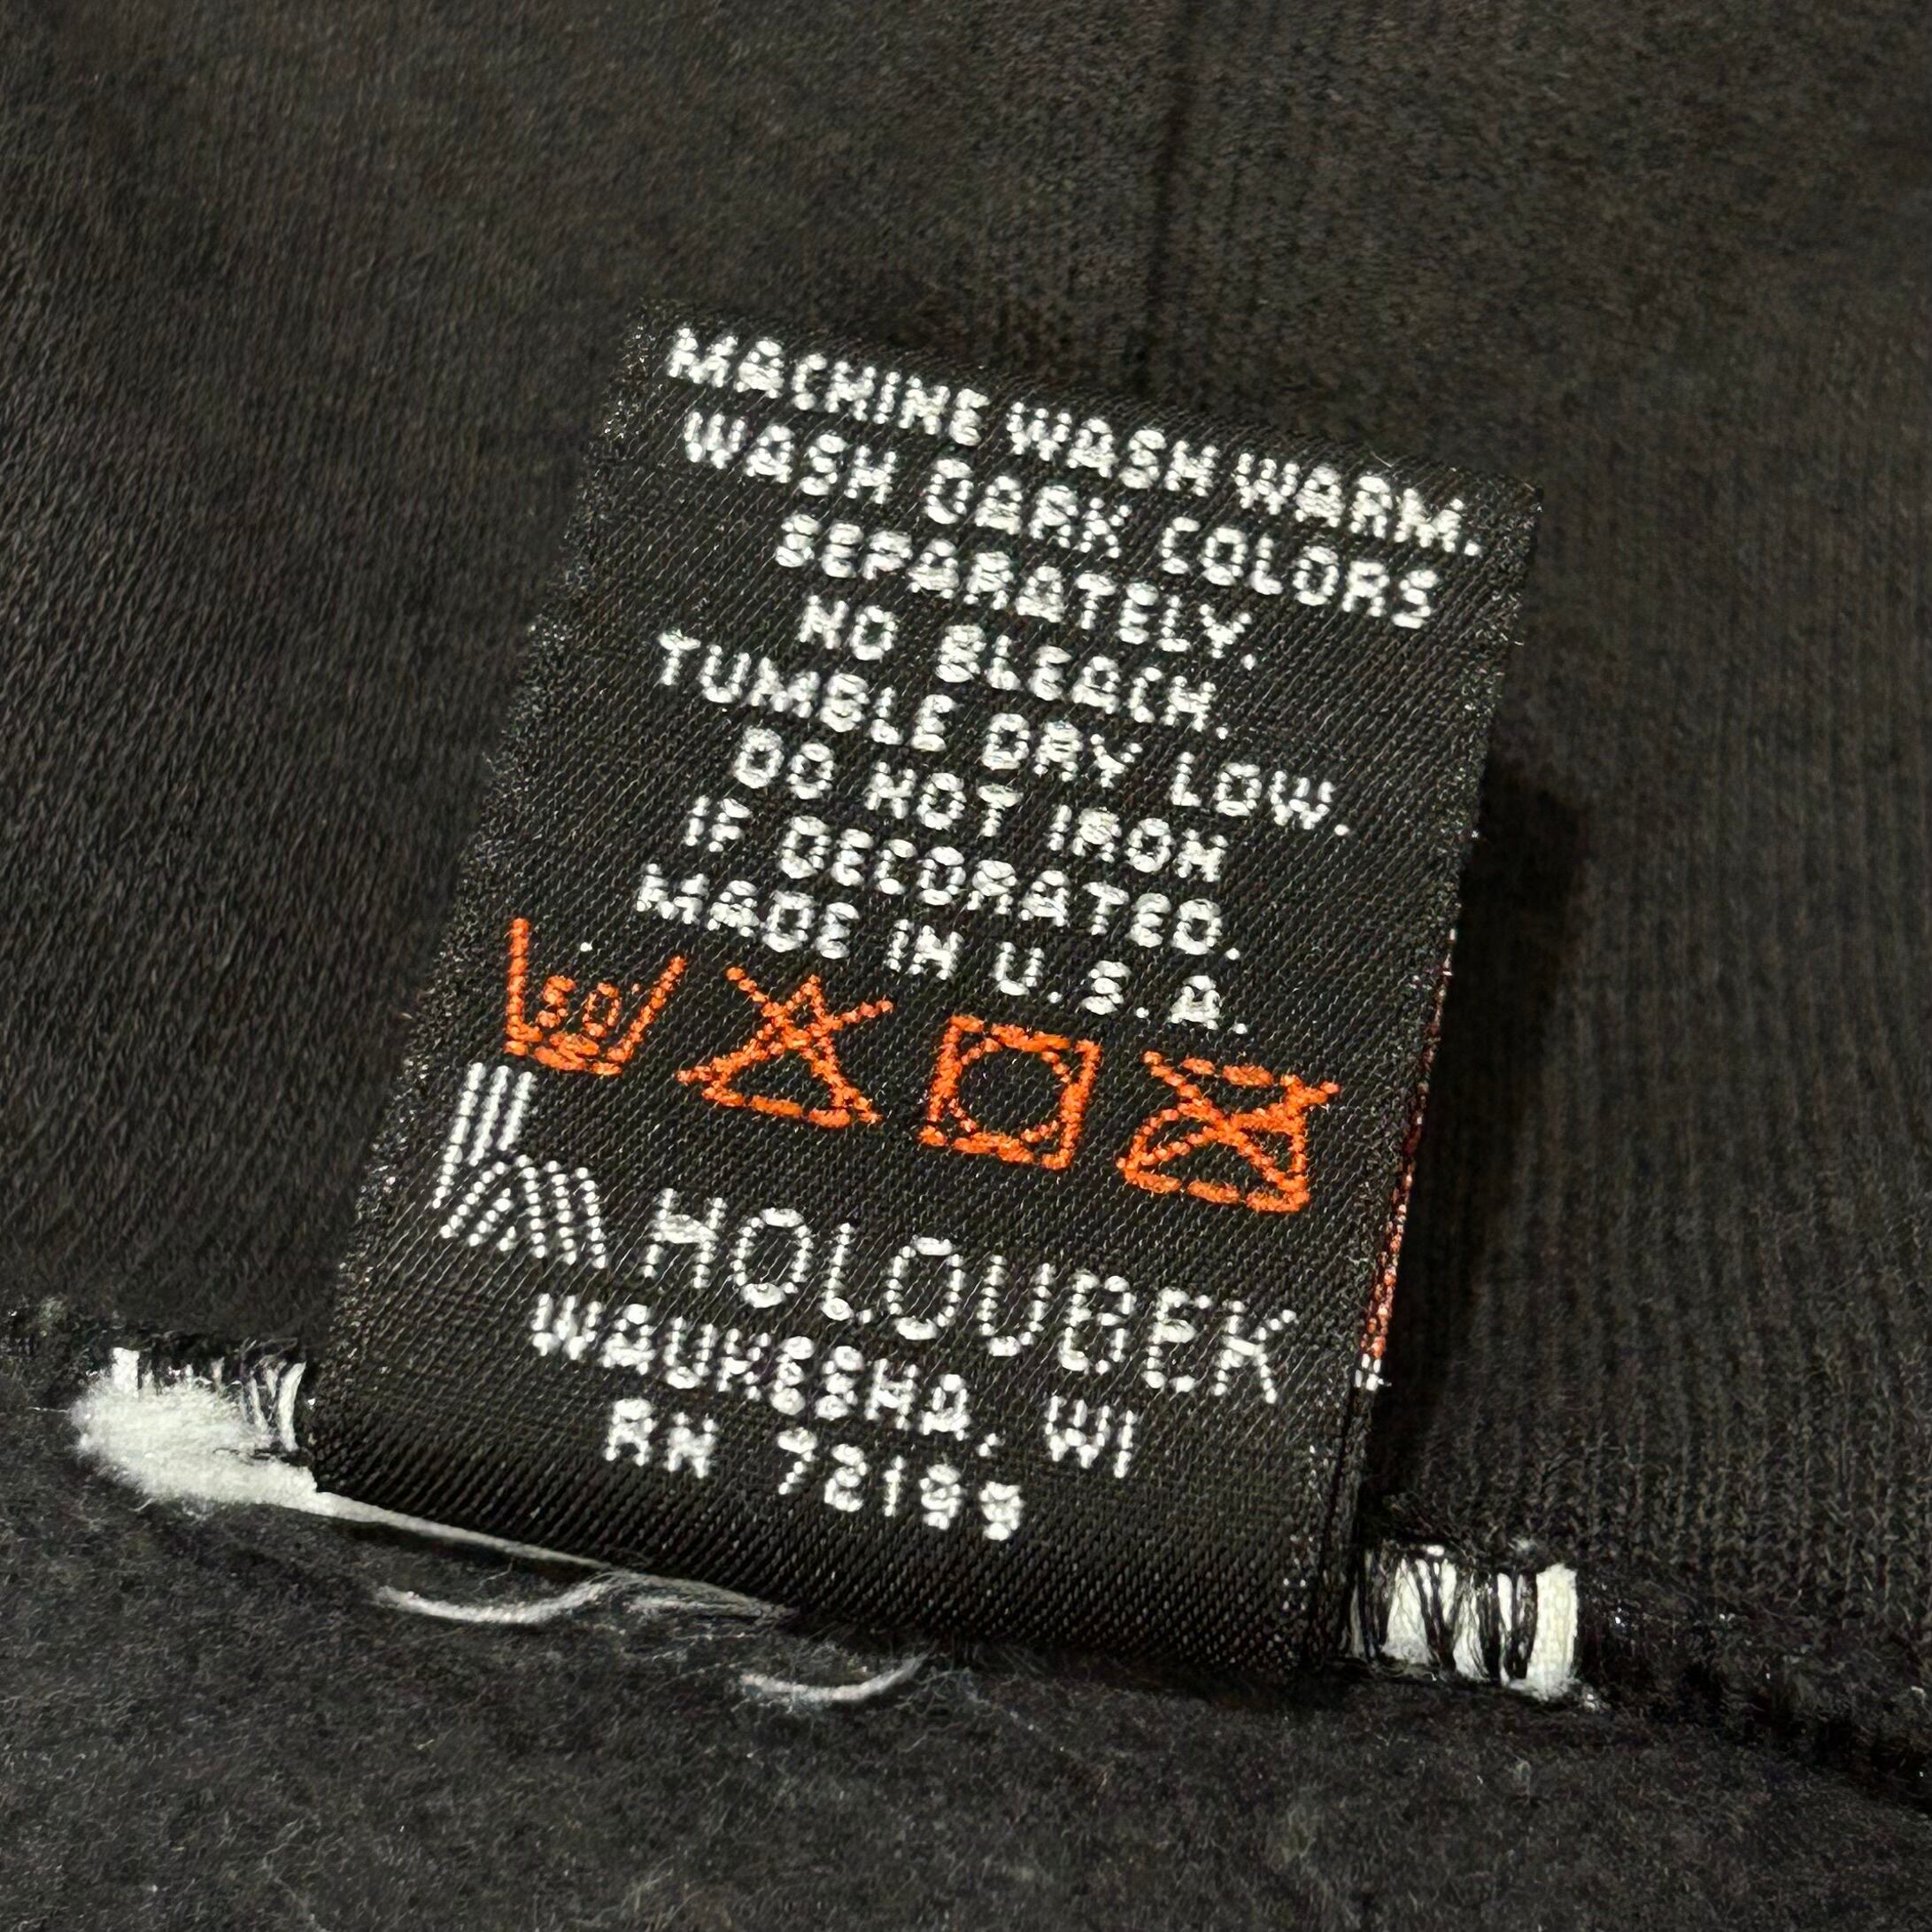 MACHINE WASH WARM.
WASH DARK COLORS
SEPARATELY.
NO BLEACH.
TUMBLE DRY LOW.
DO NOT IRON
IF DECORATED.
MADE IN U.S.A.
50°
HOLOUBEK
WAUKESHA, WI
RN 72199